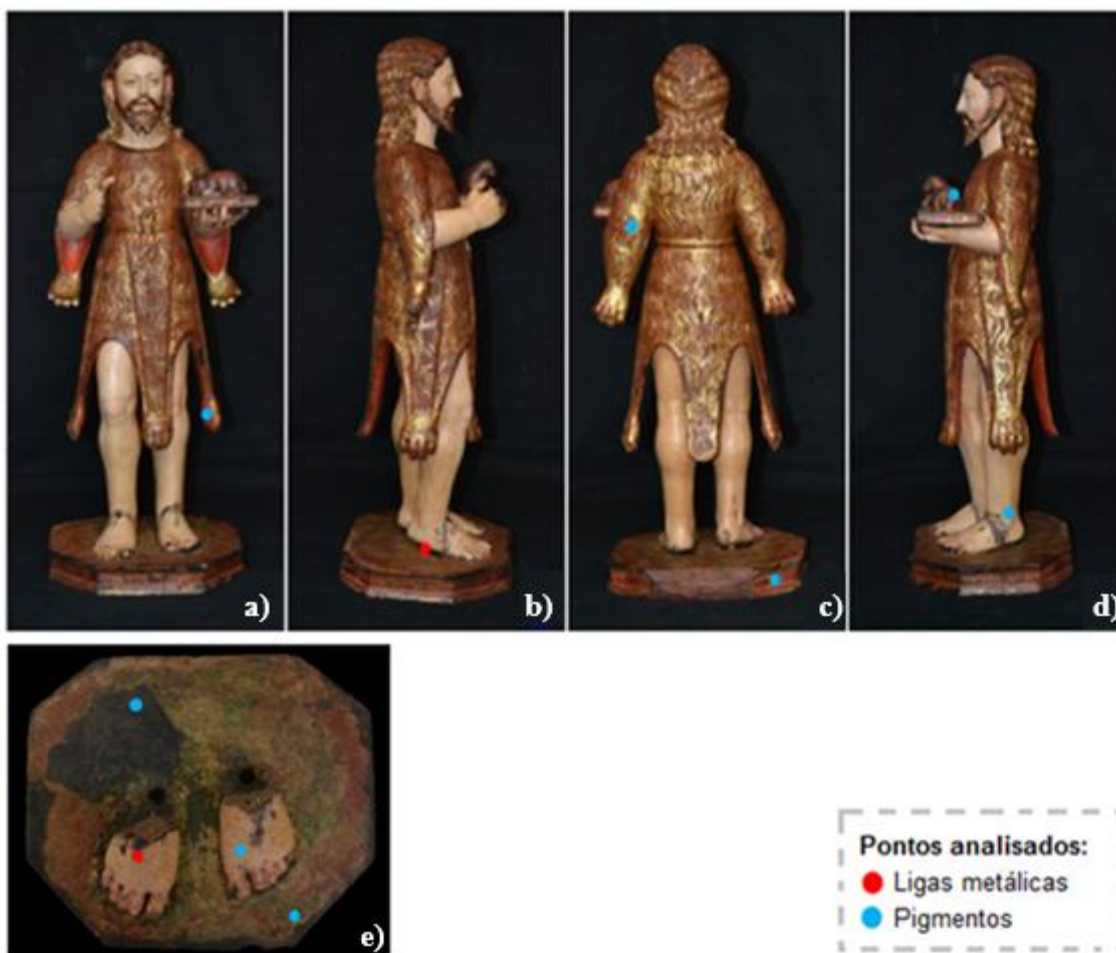 a)
b)
c)
d)
e)
Pontos analisados:
Ligas metálicas
Pigmentos